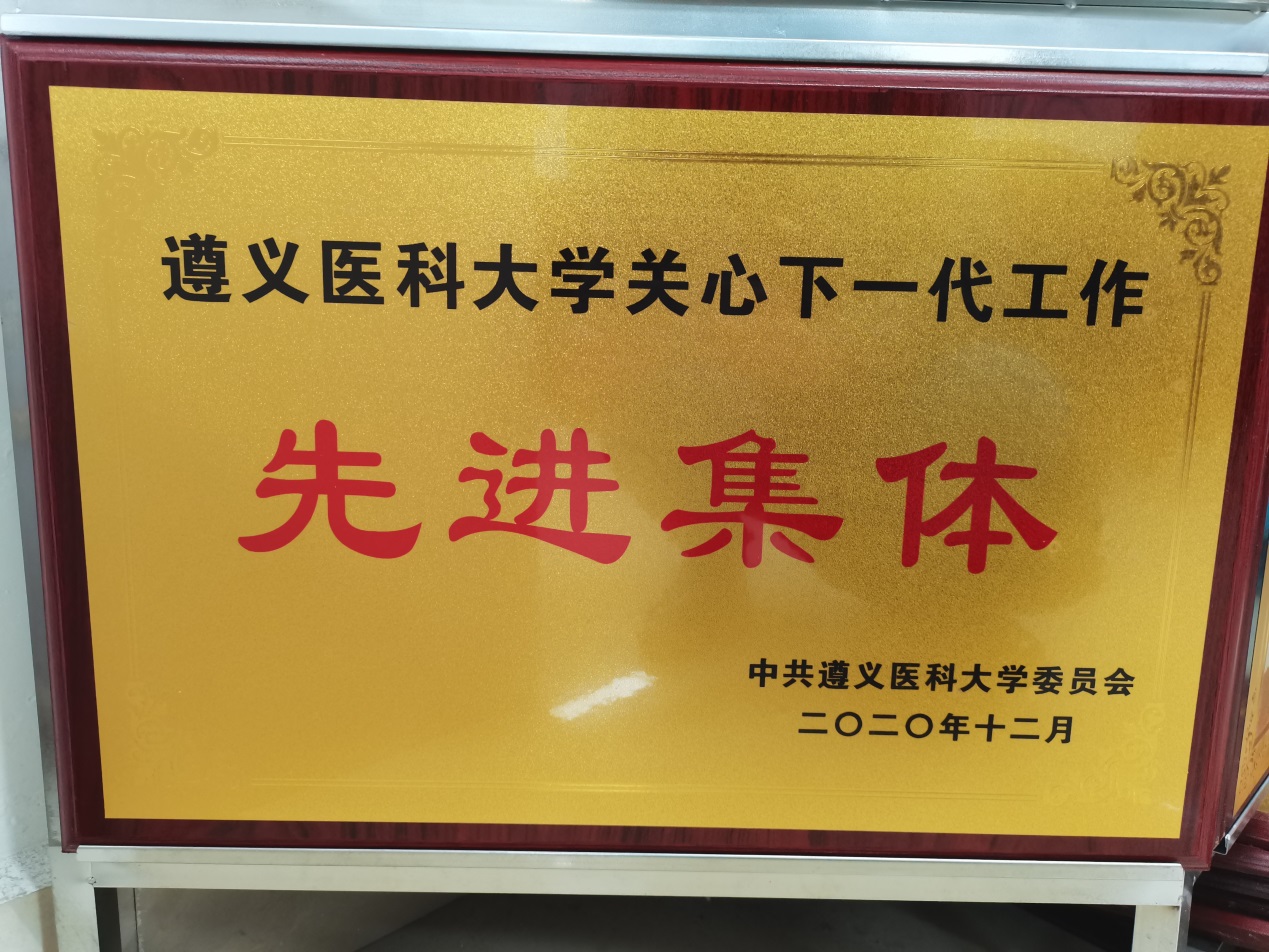 遵义医科大学关心下一代工作
先进集体
中共遵义医科大学委员会
二〇二〇年十二月